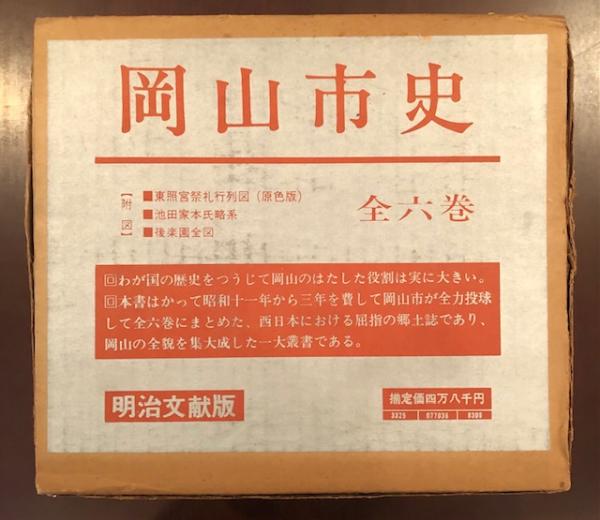 岡山市史
【附図】
■東照宮祭礼行列図（原色版）
■池田家本氏略系
■後楽園全図
全六巻
回わが国の歴史をつうじて岡山のはたした役割は実に大きい。
回本書はかって昭和十一年から三年を費して岡山市が全力投球
して全六巻にまとめた、西日本における屈指の郷土誌であり、
岡山の全貌を集大成した一大叢書である。
明治文献版
揃定価四万八千円
3325 077036 8300